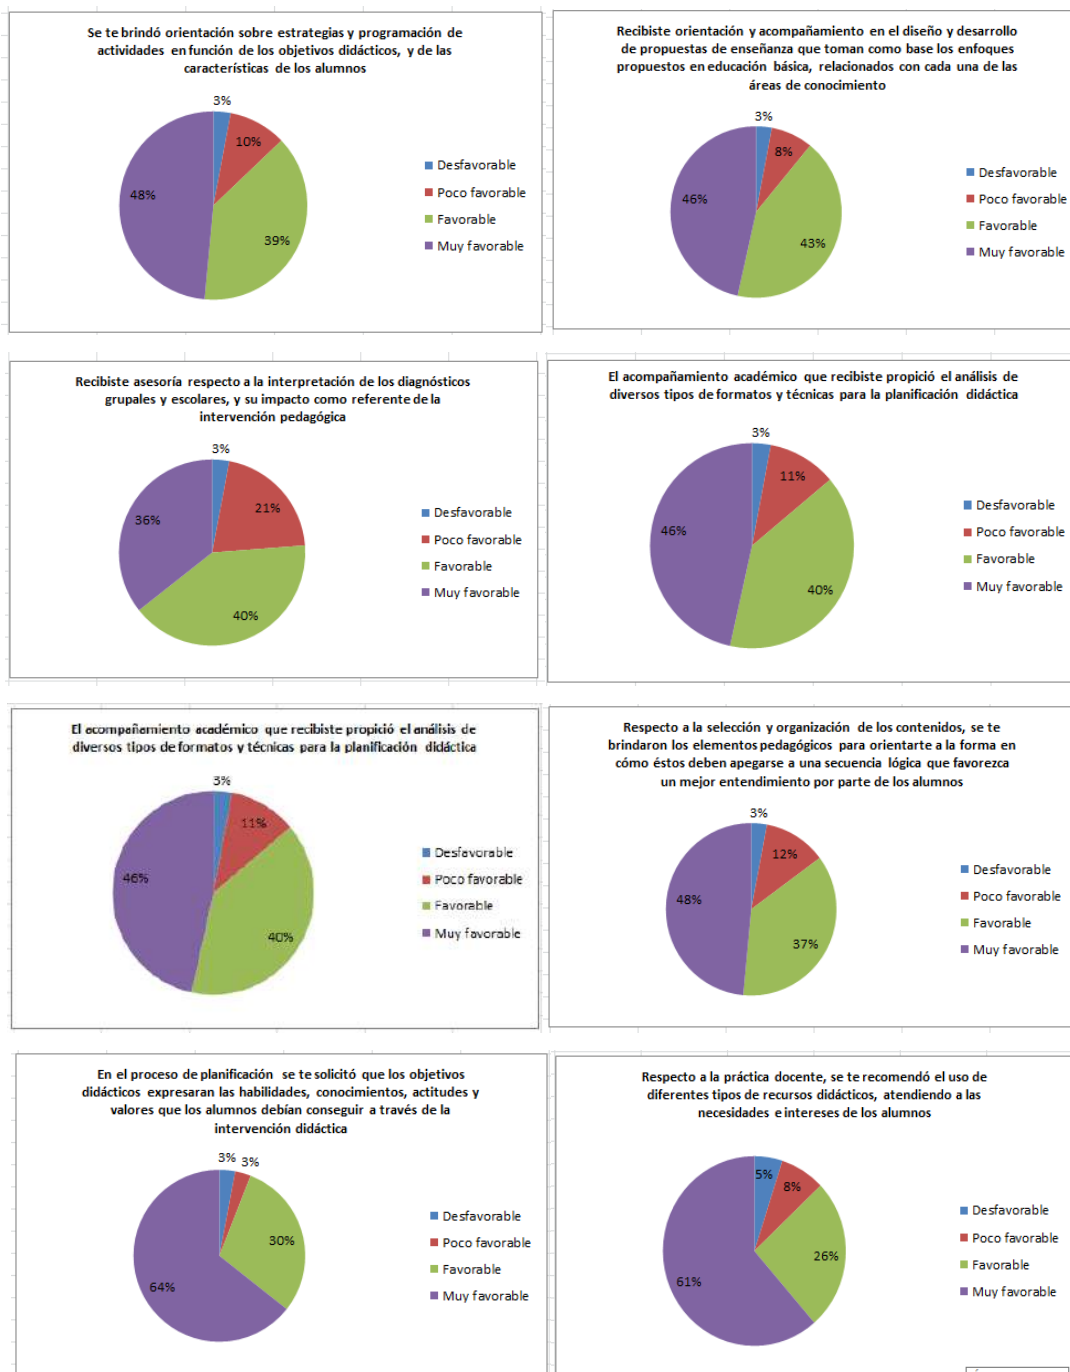 Se te brindó orientación sobre estrategias y programación de
actividades en función de los objetivos didácticos, y de las
características de los alumnos
3%
10%
48%
39%
Desfavorable
Poco favorable
Favorable
Muy favorable
Recibiste orientación y acompañamiento en el diseño y desarrollo
de propuestas de enseñanza que toman como base los enfoques
propuestos en educación básica, relacionados con cada una de las
áreas de conocimiento
3%
8%
46%
43%
Desfavorable
Poco favorable
Favorable
Muy favorable
Recibiste asesoría respecto a la interpretación de los diagnósticos
grupales y escolares, y su impacto como referente de la
intervención pedagógica
3%
21%
36%
40%
Desfavorable
Poco favorable
Favorable
Muy favorable
El acompañamiento académico que recibiste propició el análisis de
diversos tipos de formatos y técnicas para la planificación didáctica
3%
11%
46%
40%
Desfavorable
Poco favorable
Favorable
Muy favorable
El acompañamiento académico que recibiste propició el análisis de
diversos tipos de formatos y técnicas para la planificación didáctica
3%
11%
46%
40%
Desfavorable
Poco favorable
Favorable
Muy favorable
Respecto a la selección y organización de los contenidos, se te
brindaron los elementos pedagógicos para orientarte a la forma en
cómo éstos deben apegarse a una secuencia lógica que favorezca
un mejor entendimiento por parte de los alumnos
3%
12%
48%
37%
Desfavorable
Poco favorable
Favorable
Muy favorable
En el proceso de planificación se te solicitó que los objetivos
didácticos expresaran las habilidades, conocimientos, actitudes y
valores que los alumnos debían conseguir a través de la
intervención didáctica
3% 3%
30%
64%
Desfavorable
Poco favorable
Favorable
Muy favorable
Respecto a la práctica docente, se te recomendó el uso de
diferentes tipos de recursos didácticos, atendiendo a las
necesidades e intereses de los alumnos
5%
8%
26%
61%
Desfavorable
Poco favorable
Favorable
Muy favorable